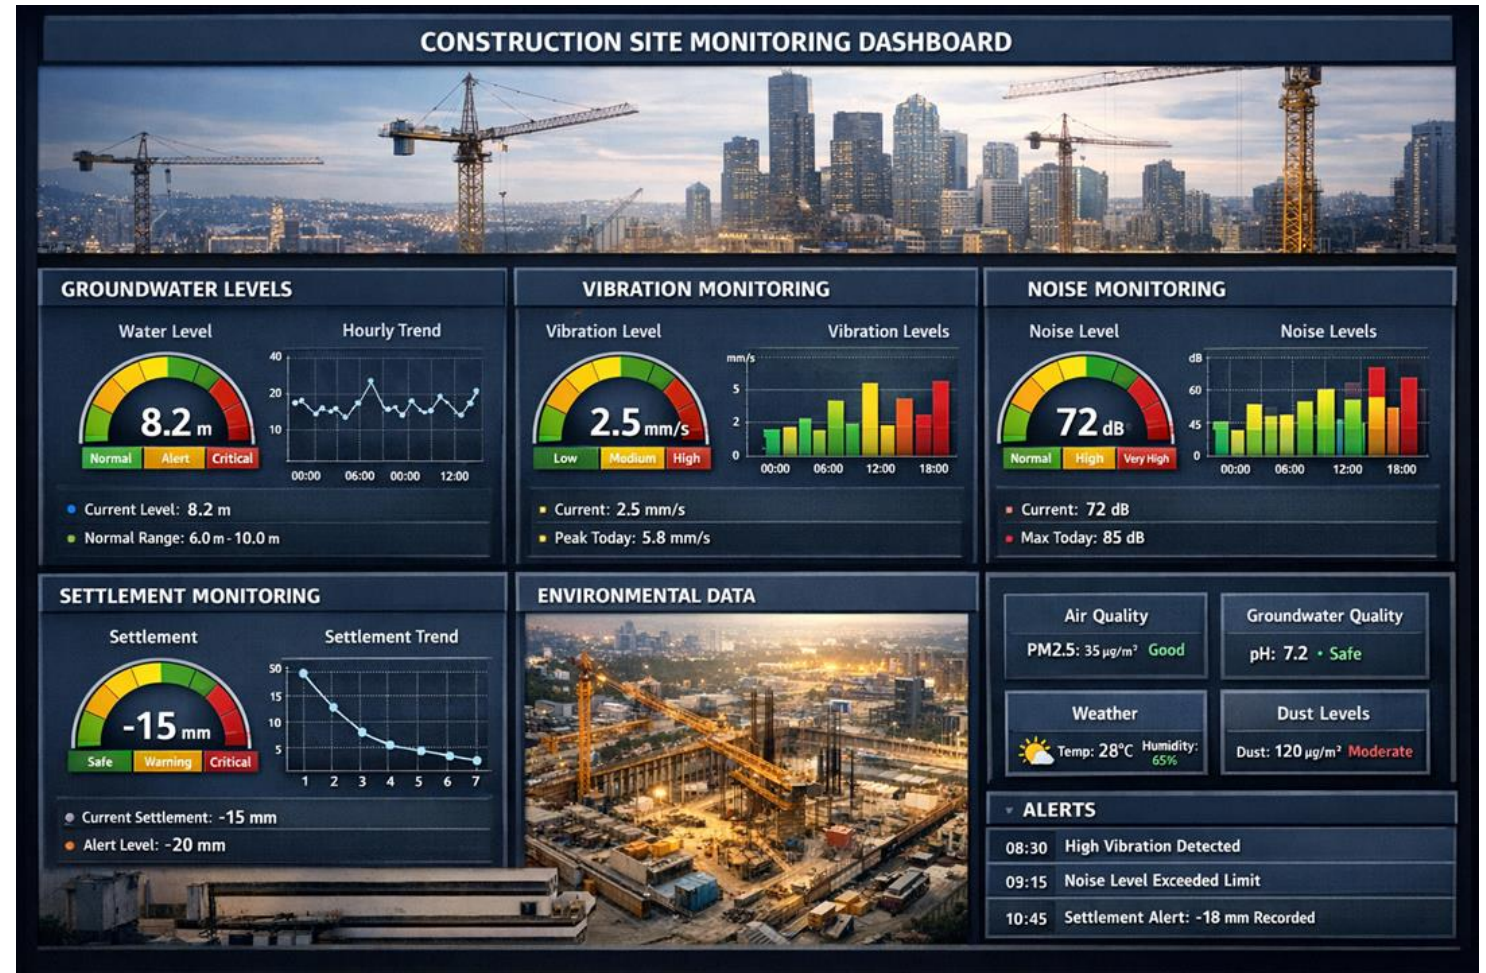 CONSTRUCTION SITE MONITORING DASHBOARD
GROUNDWATER LEVELS
Water Level
Hourly Trend
40
20
10
8.2 m
Normal Alert Critical
00:00 06:00 00:00 12:00
Current Level: 8.2 m
Normal Range: 6.0 m - 10.0 m
VIBRATION MONITORING
Vibration Level
Vibration Levels
mm/s
5
2
0
2.5 mm/s
Low Medium High
00:00 06:00 12:00 18:00
Current: 2.5 mm/s
Peak Today: 5.8 mm/s
NOISE MONITORING
Noise Level
Noise Levels
dB
60
45
0
72 dB
Normal High Very High
00:00 06:00 12:00 18:00
Current: 72 dB
Max Today: 85 dB
SETTLEMENT MONITORING
Settlement
Settlement Trend
50
15
10
5
-15 mm
Safe Warning Critical
1 2 3 4 5 6 7
Current Settlement: -15 mm
Alert Level: -20 mm
ENVIRONMENTAL DATA
Air Quality
PM2.5: 35 µg/m³ Good
Groundwater Quality
pH: 7.2 • Safe
Weather
Temp: 28°C Humidity:
65%
Dust Levels
Dust: 120 µg/m³ Moderate
ALERTS
08:30 High Vibration Detected
09:15 Noise Level Exceeded Limit
10:45 Settlement Alert: -18 mm Recorded